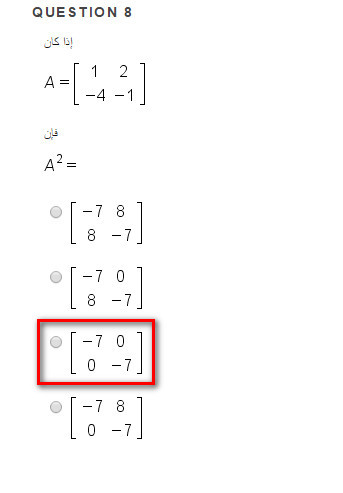 QUESTION 8
إذا كان
A = [ 1 2
-4 -1 ]
فإن
A² =
[ -7 8
8 -7 ]
[ -7 0
8 -7 ]
[ -7 0
0 -7 ]
[ -7 8
0 -7 ]